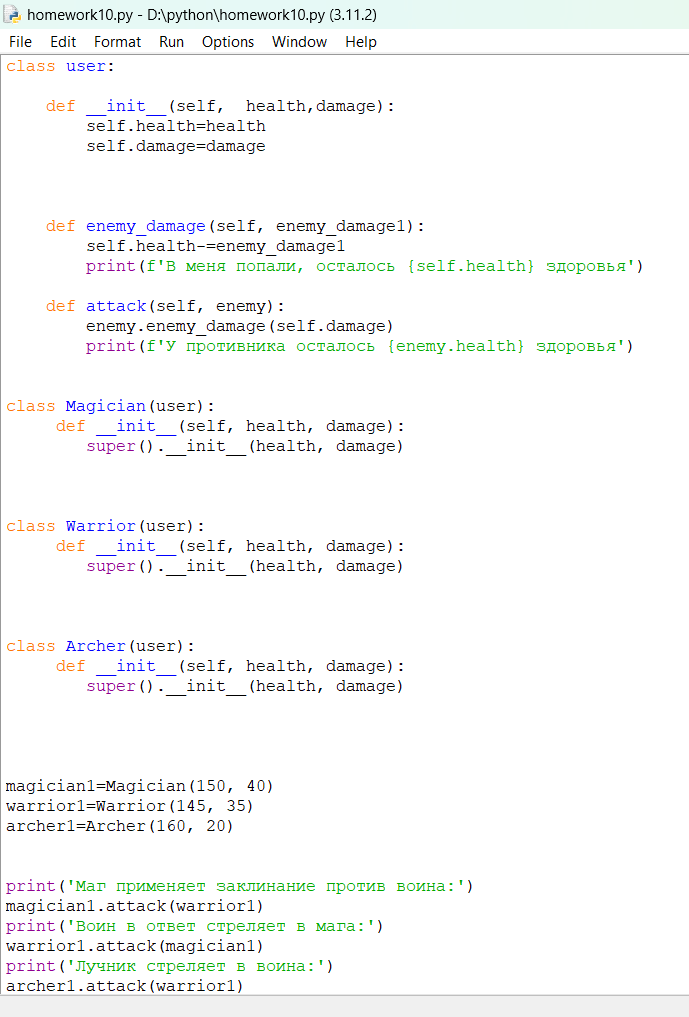 homework10.py - D:\python\homework10.py (3.11.2)
File Edit Format Run Options Window Help
class user:
    def __init__(self,  health,damage):
        self.health=health
        self.damage=damage
    def enemy_damage(self, enemy_damage1):
        self.health-=enemy_damage1
        print(f'В меня попали, осталось {self.health} здоровья')
    def attack(self, enemy):
        enemy.enemy_damage(self.damage)
        print(f'У противника осталось {enemy.health} здоровья')
class Magician(user):
     def __init__(self, health, damage):
        super().__init__(health, damage)
class Warrior(user):
     def __init__(self, health, damage):
        super().__init__(health, damage)
class Archer(user):
     def __init__(self, health, damage):
        super().__init__(health, damage)
magician1=Magician(150, 40)
warrior1=Warrior(145, 35)
archer1=Archer(160, 20)
print('Маг применяет заклинание против воина:')
magician1.attack(warrior1)
print('Воин в ответ стреляет в мага:')
warrior1.attack(magician1)
print('Лучник стреляет в воина:')
archer1.attack(warrior1)